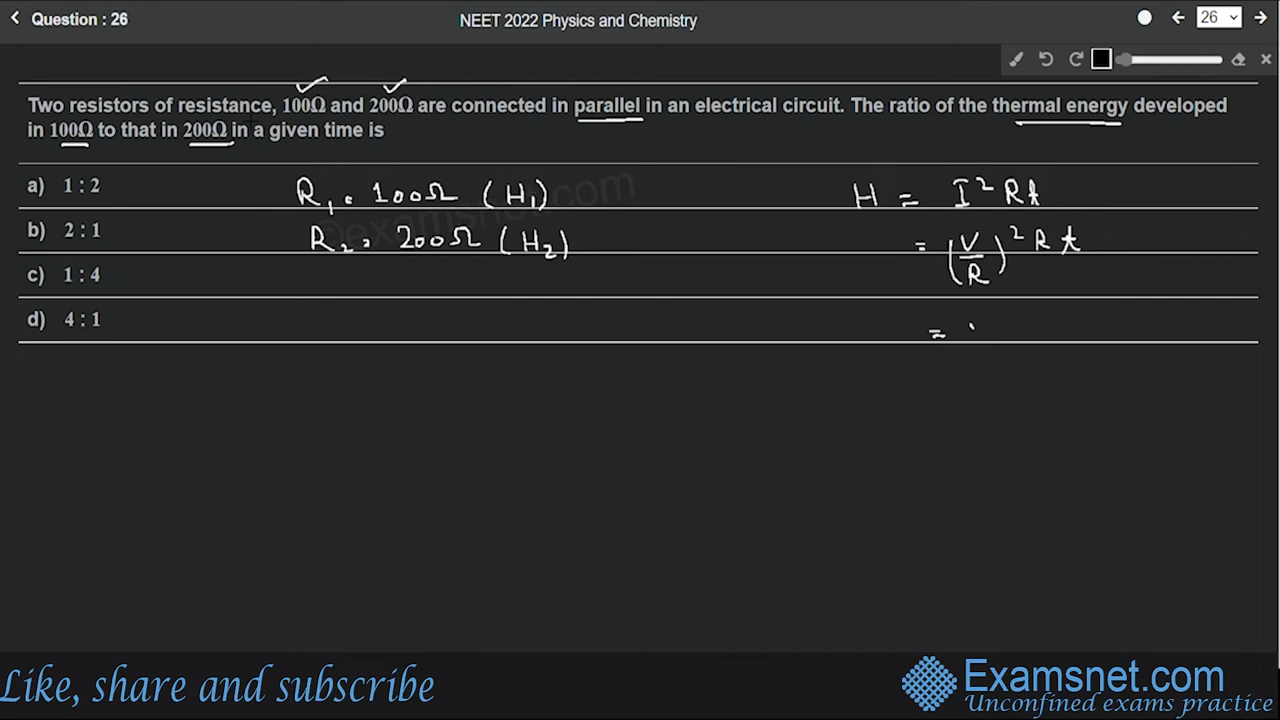 Question : 26
NEET 2022 Physics and Chemistry
26
Two resistors of resistance, 100Ω and 200Ω are connected in parallel in an electrical circuit. The ratio of the thermal energy developed
in 100Ω to that in 200Ω in a given time is
a) 1 : 2
R₁ = 100Ω (H₁)
H = I² R t
b) 2 : 1
R₂ = 200Ω (H₂)
= (V/R)² R t
c) 1 : 4
d) 4 : 1
=
examsnet.com
Like, share and subscribe
Examsnet.com
Unconfined exams practice